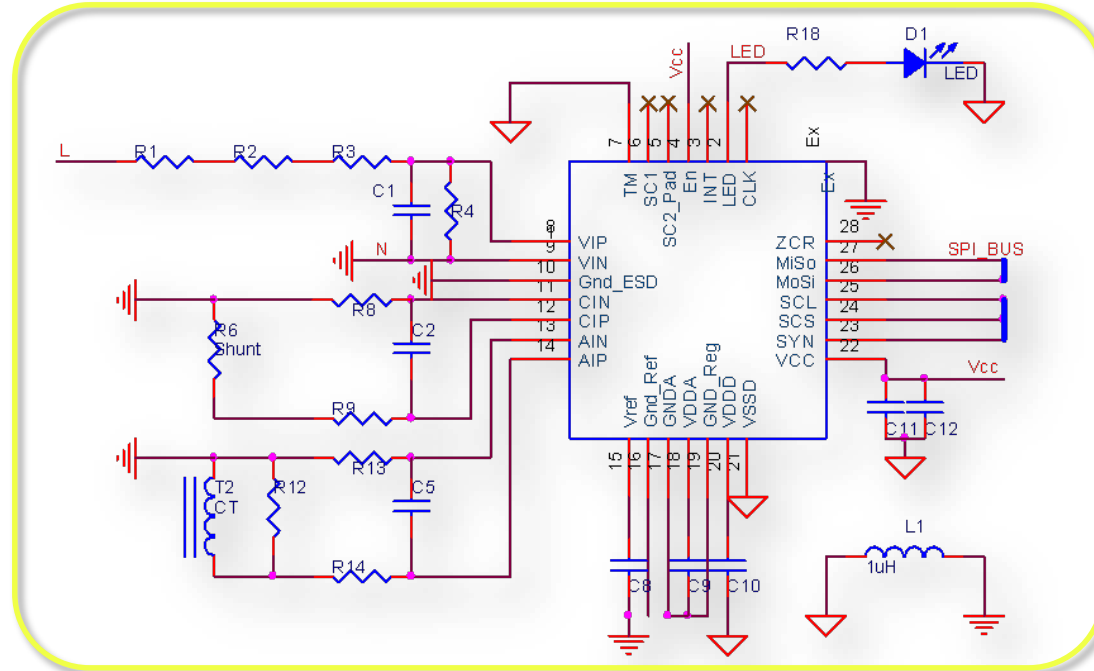 R18
D1
LED
LED
Vcc
Ex
7
6
5
4
3
2
1
L
R1
R2
R3
C1
R4
N
TM
SC1
SC2_Pad
En
INT
LED
CLK
Ex
8
9
10
11
12
13
14
VIP
VIN
Gnd_ESD
CIN
CIP
AIN
AIP
28
27
26
25
24
23
22
ZCR
MiSo
MoSi
SCL
SCS
SYN
VCC
SPI_BUS
Vcc
R8
R6
Shunt
C2
R9
R13
T2
CT
R12
C5
R14
Vref
Gnd_Ref
GNDA
VDDA
GND_Reg
VDDD
VSSD
15
16
17
18
19
20
21
C11
C12
C8
C9
C10
L1
1uH